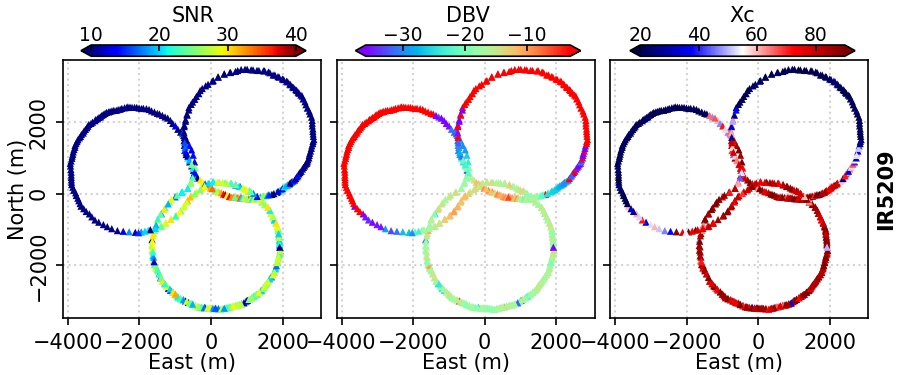 SNR DBV Xc
10 20 30 40 −30 −20 −10 20 40 60 80
North (m)
2000
0
−2000
−4000 −2000 0 2000 −4000 −2000 0 2000 −4000 −2000 0 2000
East (m) East (m) East (m)
IR5209